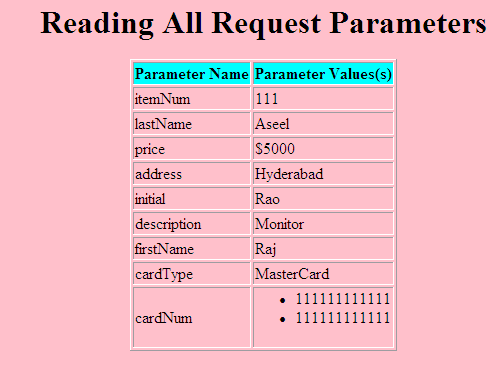 Reading All Request Parameters
Parameter Name Parameter Values(s)
itemNum 111
lastName Aseel
price $5000
address Hyderabad
initial Rao
description Monitor
firstName Raj
cardType MasterCard
cardNum
• 111111111111
• 111111111111